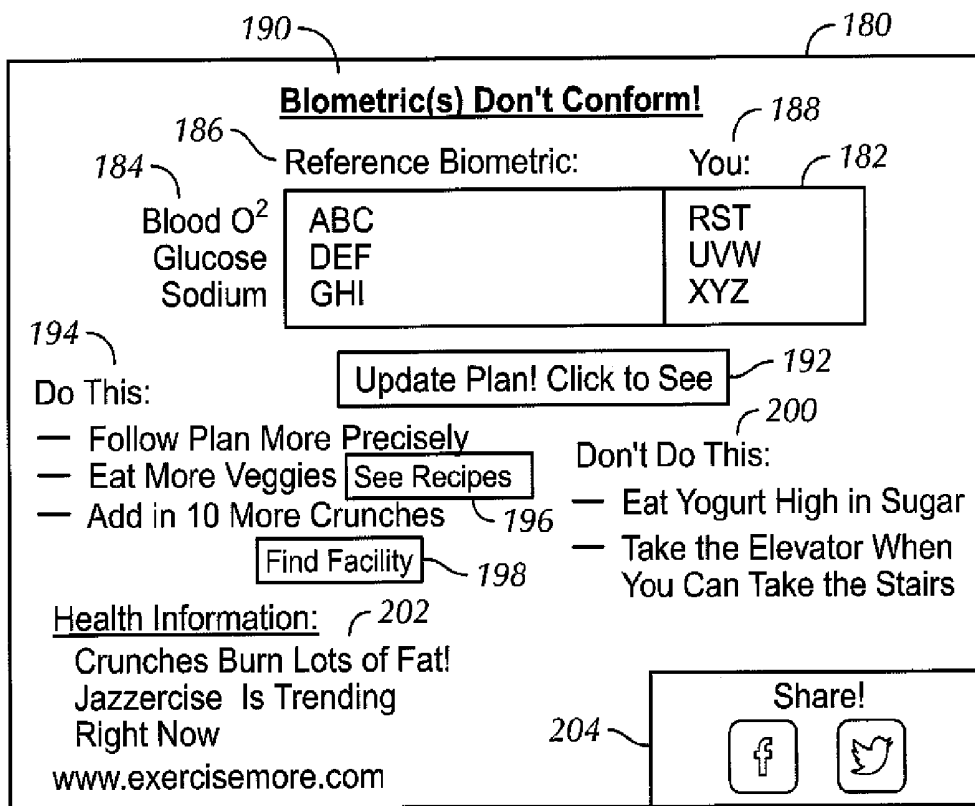 190
180
BIometric(s) Don't Conform!
186
188
184
Reference Biometric:
You:
182
Blood O² ABC RST
Glucose DEF UVW
Sodium GHI XYZ
194
Update Plan! Click to See
192
Do This:
200
— Follow Plan More Precisely
Don't Do This:
— Eat More Veggies See Recipes
— Eat Yogurt High in Sugar
— Add in 10 More Crunches
196
— Take the Elevator When
You Can Take the Stairs
Find Facility
198
Health Information:
202
Crunches Burn Lots of Fat!
Jazzercise Is Trending
Right Now
www.exercisemore.com
Share!
204
f